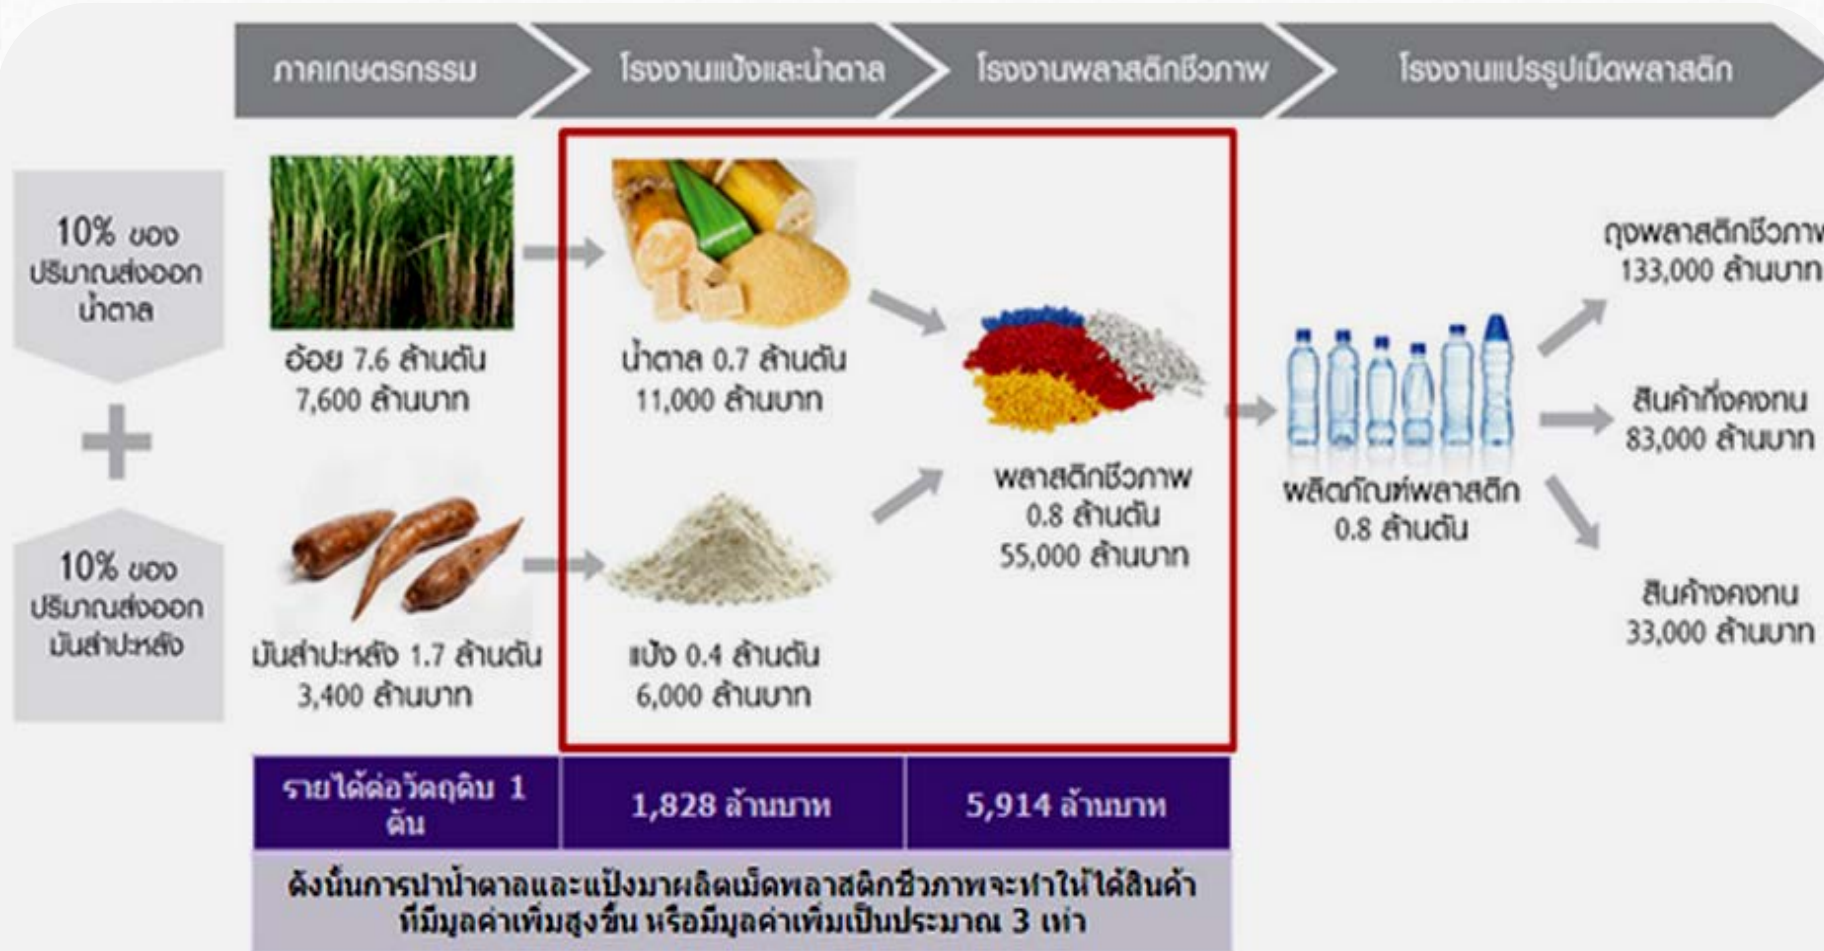 ภาคเกษตรกรรม
โรงงานแป้งและน้ำตาล
โรงงานพลาสติกชีวภาพ
โรงงานแปรรูปเม็ดพลาสติก
10% ของ
ปริมาณส่งออก
น้ำตาล
อ้อย 7.6 ล้านตัน
7,600 ล้านบาท
น้ำตาล 0.7 ล้านตัน
11,000 ล้านบาท
+
10% ของ
ปริมาณส่งออก
มันสำปะหลัง
มันสำปะหลัง 1.7 ล้านตัน
3,400 ล้านบาท
แป้ง 0.4 ล้านตัน
6,000 ล้านบาท
พลาสติกชีวภาพ
0.8 ล้านตัน
55,000 ล้านบาท
ผลิตภัณฑ์พลาสติก
0.8 ล้านตัน
ถุงพลาสติกชีวภาพ
133,000 ล้านบาท
สินค้ากึ่งคงทน
83,000 ล้านบาท
สินค้าคงทน
33,000 ล้านบาท
รายได้ต่อวัตถุดิบ 1
ตัน
1,828 ล้านบาท
5,914 ล้านบาท
ดังนั้นการนำน้ำตาลและแป้งมาผลิตเม็ดพลาสติกชีวภาพจะทำให้ได้สินค้า
ที่มีมูลค่าเพิ่มสูงขึ้น หรือมีมูลค่าเพิ่มเป็นประมาณ 3 เท่า